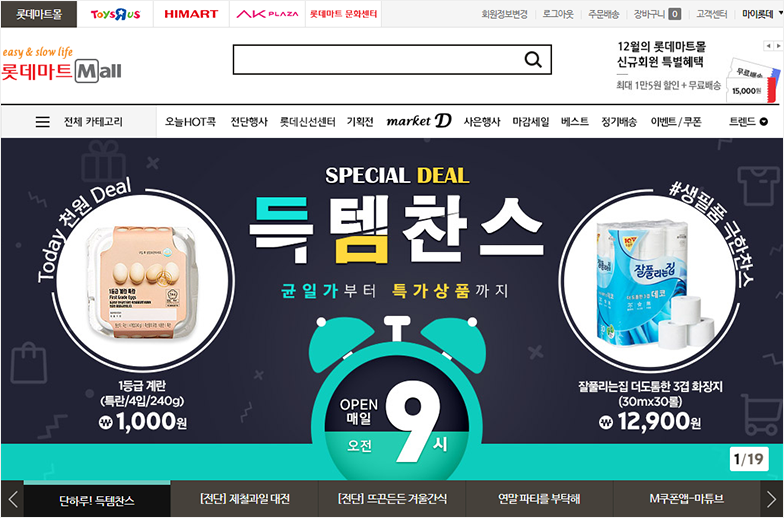 롯데마트몰 TOYSRUS HIMART AK PLAZA 롯데마트 문화센터 회원정보변경 로그아웃 주문배송 장바구니 0 고객센터 마이롯데
easy & slow life
롯데마트 Mall
12월의 롯데마트몰
신규회원 특별혜택
최대 1만5원 할인 + 무료배송
무료배송
15,000원
전체 카테고리 오늘HOT콕 전단행사 롯데신선센터 기획전 market D 사은행사 마감세일 베스트 정기배송 이벤트/쿠폰 트렌드
SPECIAL DEAL
득템찬스
균일가부터 특가상품까지
Today 천원 Deal
1등급 계란
First Grade Eggs
1등급 계란
(특란/4입/240g)
₩1,000원
OPEN
매일
오전
9시
#생필품 극한찬스
잘풀리는집
더도톰한 3겹 데코
잘풀리는집 더도톰한 3겹 화장지
(30mx30롤)
₩12,900원
1/19
단하루! 득템찬스 [전단] 제철과일 대전 [전단] 뜨끈든든 겨울간식 연말 파티를 부탁해 M쿠폰앱-마튜브